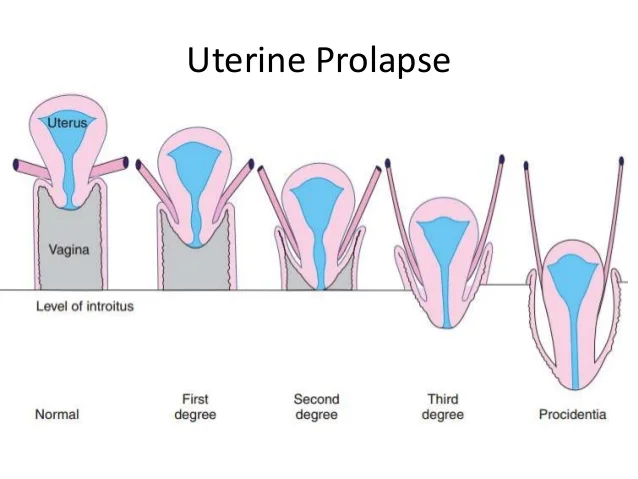 Uterine Prolapse
Uterus
Vagina
Level of introitus
Normal
First
degree
Second
degree
Third
degree
Procidentia